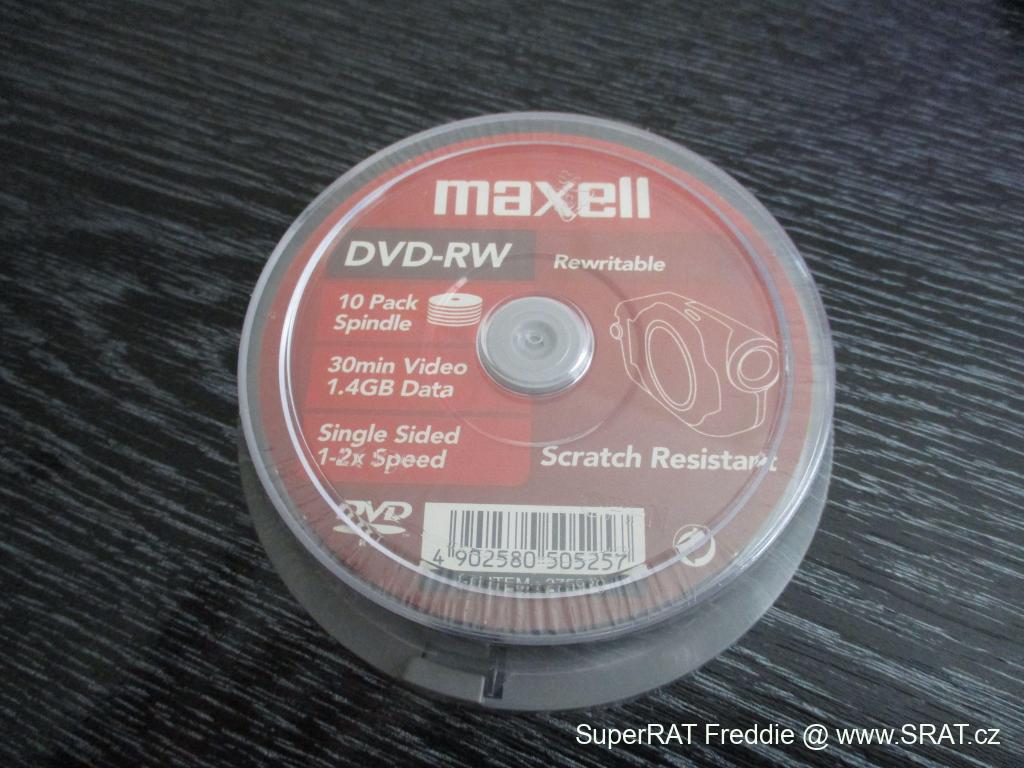 maxell
DVD-RW
Rewritable
10 Pack
Spindle
30min Video
1.4GB Data
Single Sided
1-2x Speed
Scratch Resistant
DVD
4 902580 505257
ITEM
SuperRAT Freddie @ www.SRAT.cz